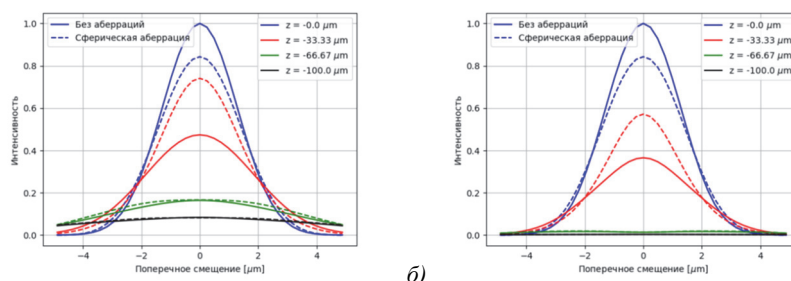 Без аберраций
Сферическая аберрация
z = -0.0 μm
z = -33.33 μm
z = -66.67 μm
z = -100.0 μm
Интенсивность
1.0
0.8
0.6
0.4
0.2
0.0
−4 −2 0 2 4
Поперечное смещение [μm]
б)
Без аберраций
Сферическая аберрация
z = -0.0 μm
z = -33.33 μm
z = -66.67 μm
z = -100.0 μm
Интенсивность
1.0
0.8
0.6
0.4
0.2
0.0
−4 −2 0 2 4
Поперечное смещение [μm]